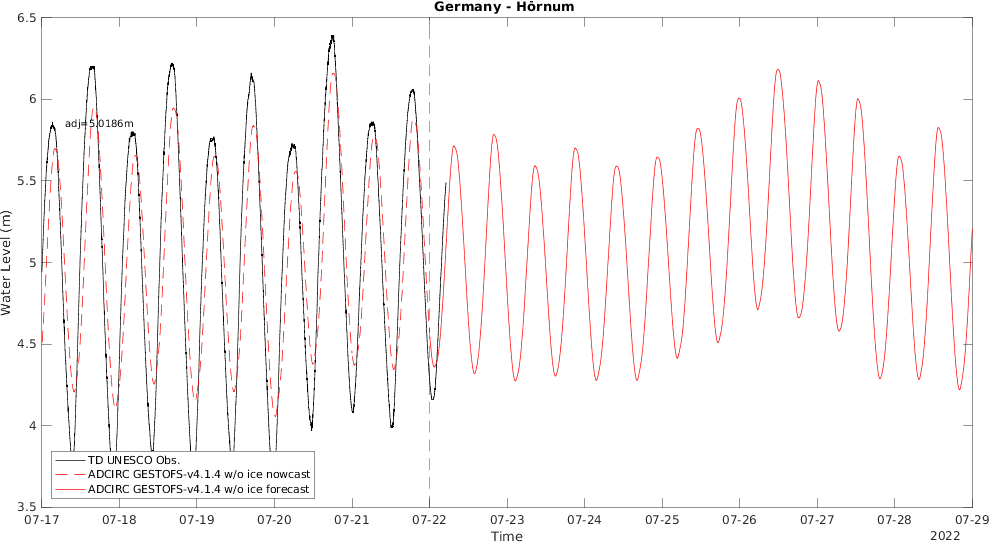 Germany - Hörnum
6.5
6
5.5
5
4.5
4
3.5
Water Level (m)
adj=5.0186m
TD UNESCO Obs.
ADCIRC GESTOFS-v4.1.4 w/o ice nowcast
ADCIRC GESTOFS-v4.1.4 w/o ice forecast
07-17 07-18 07-19 07-20 07-21 07-22 07-23 07-24 07-25 07-26 07-27 07-28 07-29
Time
2022